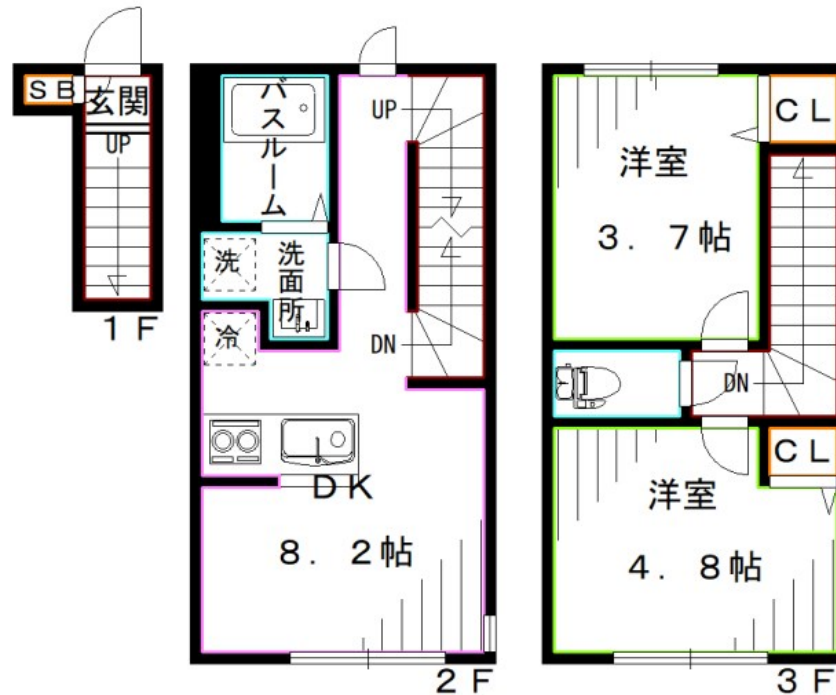 SB
玄関
UP
1F
バスルーム
洗
洗面所
冷
UP
DN
DK
8.2帖
2F
CL
洋室
3.7帖
DN
CL
洋室
4.8帖
3F